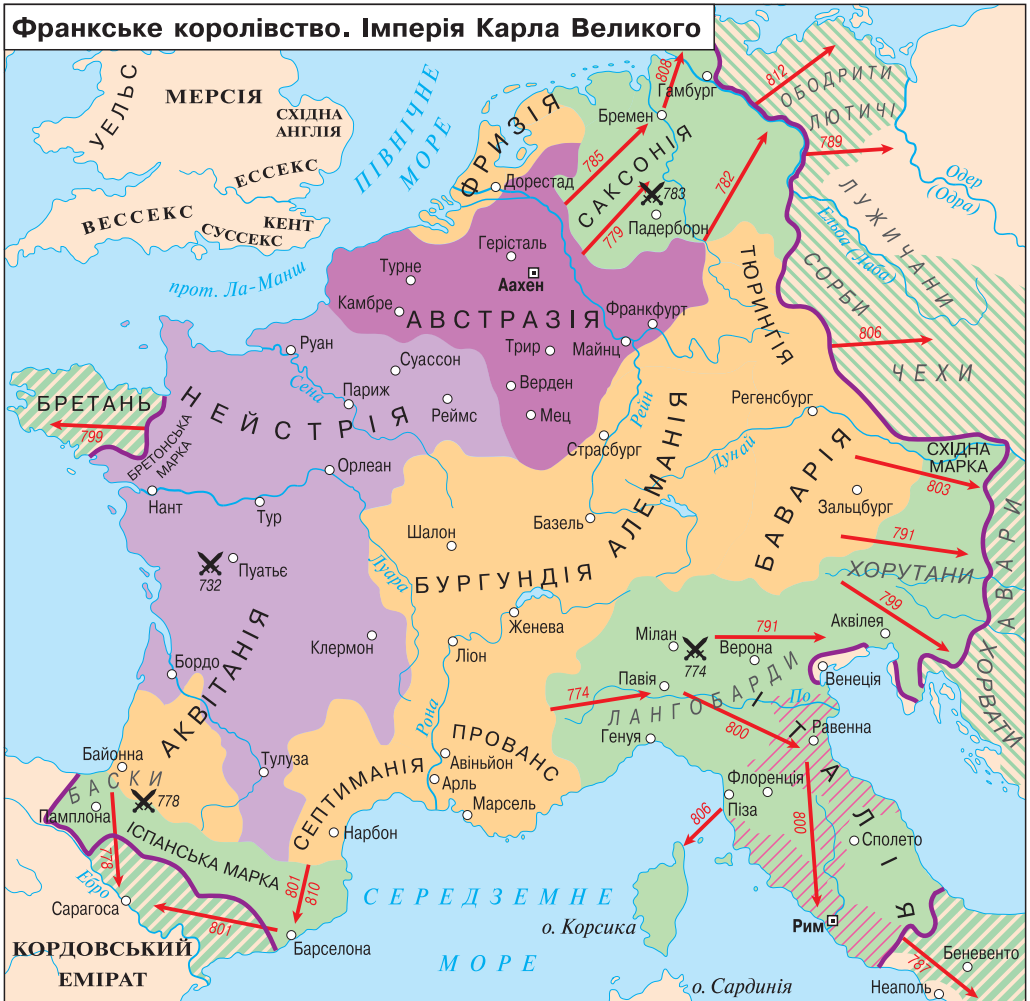 Франкське королівство. Імперія Карла Великого
УЕЛЬС
МЕРСІЯ
СХІДНА
АНГЛІЯ
ЕССЕКС
ВЕССЕКС
КЕНТ
СУССЕКС
ПІВНІЧНЕ
МОРЕ
прот. Ла-Манш
ФРИЗІЯ
Дорестад
808
Гамбург
812
ОБОДРИТИ
ЛЮТИЧІ
Бремен
785
САКСОНІЯ
783
782
789
779
Падерборн
Одер
(Одра)
ЛУЖИЧАНИ
Ельба (Лаба)
СОРБИ
Герісталь
Турне
Аахен
Камбре
АВСТРАЗІЯ
Франкфурт
Трир
Майнц
ТЮРИНГІЯ
806
ЧЕХИ
Руан
Суассон
Сена
Париж
Реймс
Верден
Мец
Рейн
Страсбург
НЕЙСТРІЯ
БРЕТАНЬ
799
БРЕТОНСЬКА
МАРКА
Орлеан
Нант
Тур
Регенсбург
Дунай
СХІДНА
МАРКА
803
БАВАРІЯ
Зальцбург
АЛЕМАНІЯ
Базель
Шалон
791
АВАРИ
732
Пуатьє
Луара
БУРГУНДІЯ
ХОРУТАНИ
799
Женева
Клермон
Ліон
Мілан
791
Аквілея
774
Верона
ХОРВАТИ
Бордо
АКВІТАНІЯ
Рона
774
Павія
Венеція
ЛАНГОБАРДИ
По
800
Генуя
Равенна
ІТАЛІЯ
ПРОВАНС
Байонна
Тулуза
Авіньйон
Арль
Марсель
СЕПТИМАНІЯ
Флоренція
Піза
806
800
БАСКИ
778
Памплона
Нарбон
Сполето
ІСПАНСЬКА МАРКА
778
801
810
Ебро
Сарагоса
801
Барселона
СЕРЕДЗЕМНЕ
МОРЕ
о. Корсика
Рим
КОРДОВСЬКИЙ
ЕМІРАТ
787
Беневенто
Неаполь
о. Сардинія